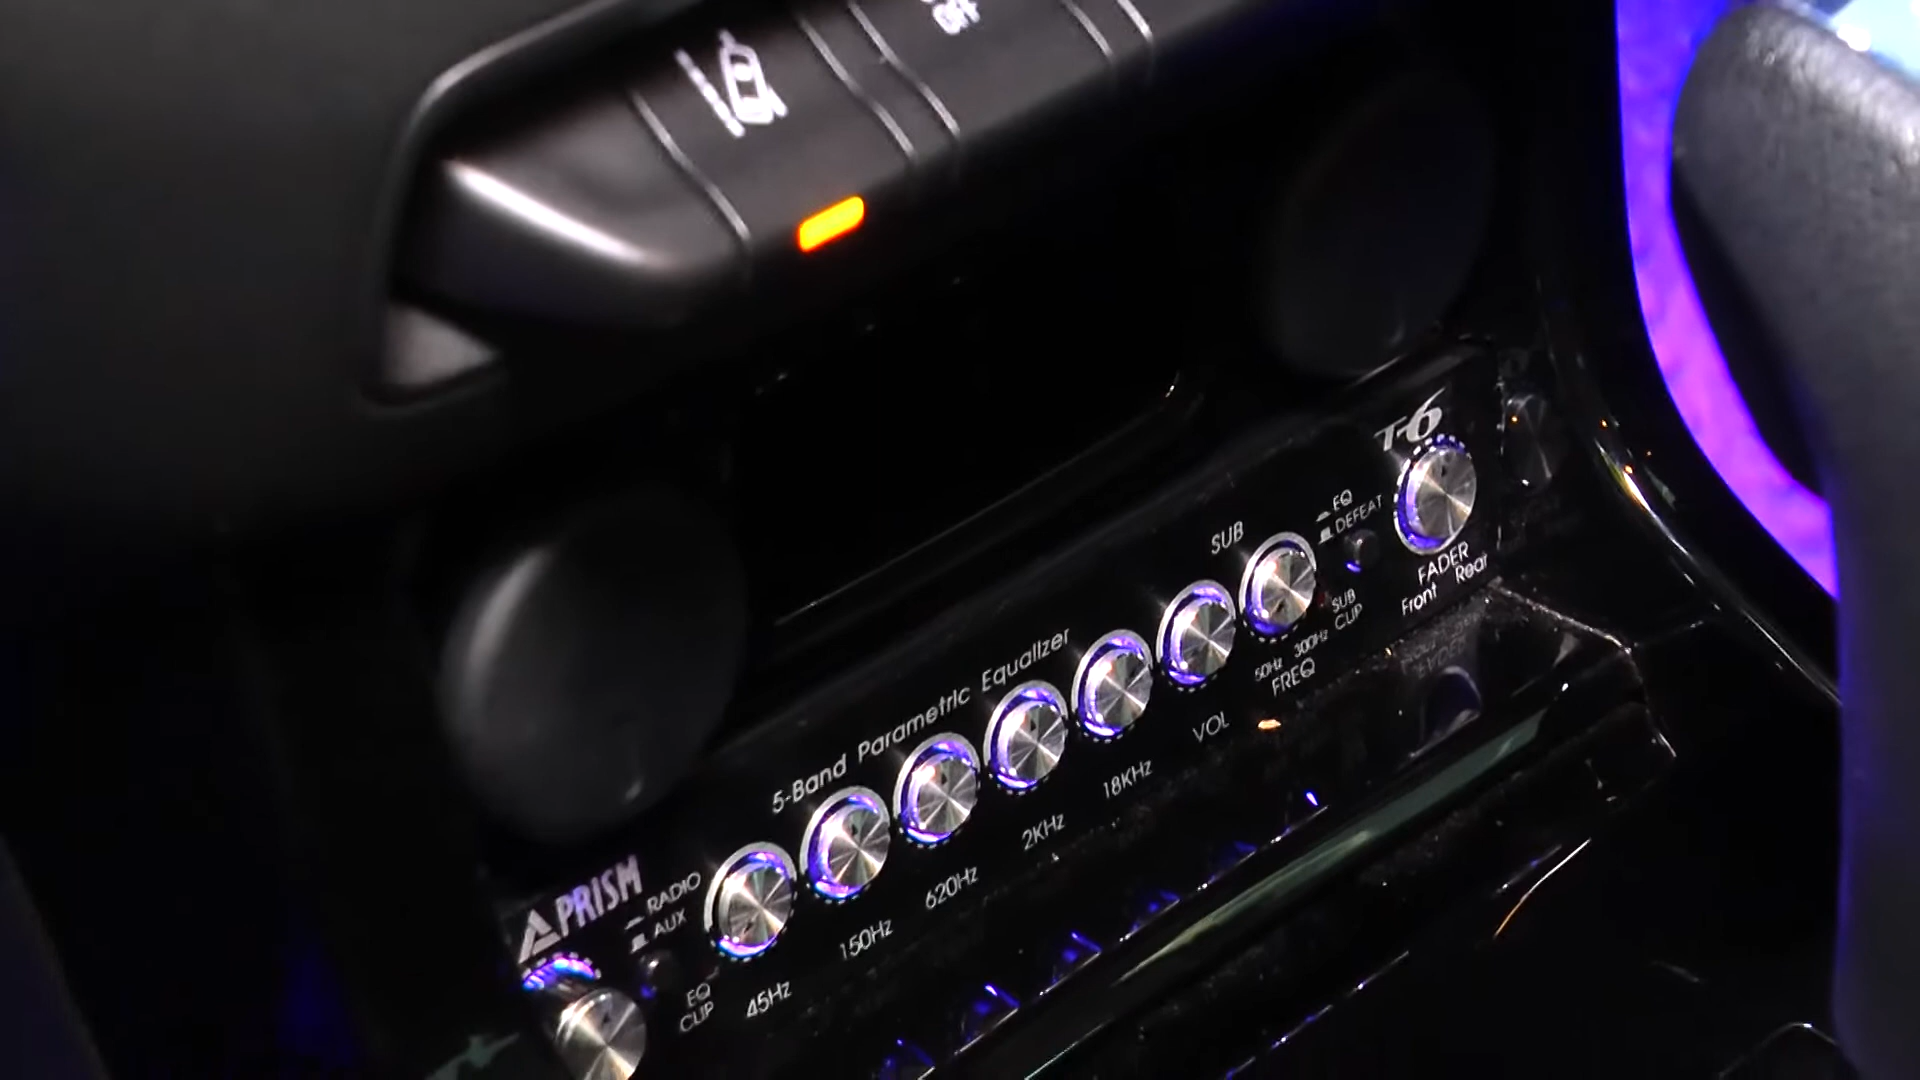 T-6
EQ
DEFEAT
SUB
FADER
Front Rear
SUB
CLIP
50Hz 300Hz
FREQ
5-Band Parametric Equalizer
VOL
18KHz
2KHz
620Hz
150Hz
45Hz
PRISM
RADIO
AUX
EQ
CLIP